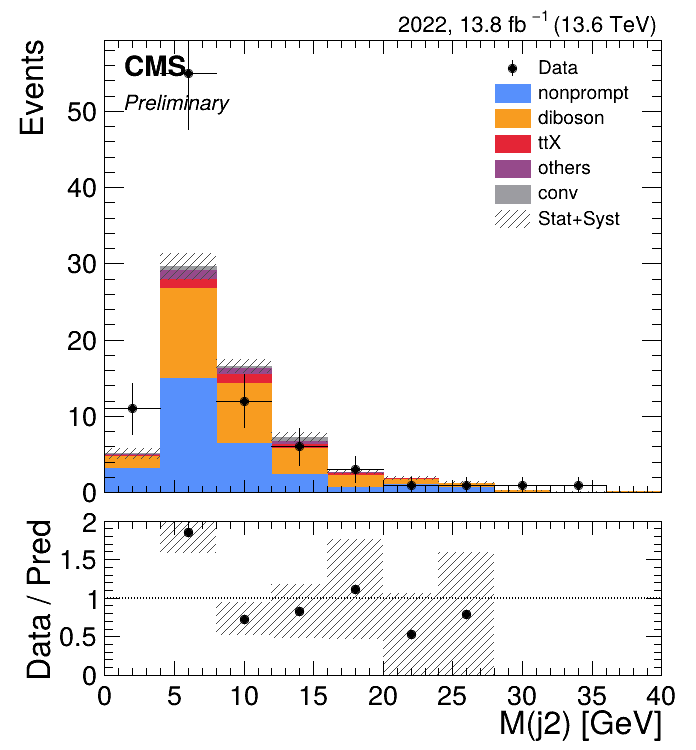 2022, 13.8 fb⁻¹ (13.6 TeV)
CMS
Preliminary
Events
Data
nonprompt
diboson
ttX
others
conv
Stat+Syst
50
40
30
20
10
0
Data / Pred
2
1.5
1
0.5
0
0 5 10 15 20 25 30 35 40
M(j2) [GeV]